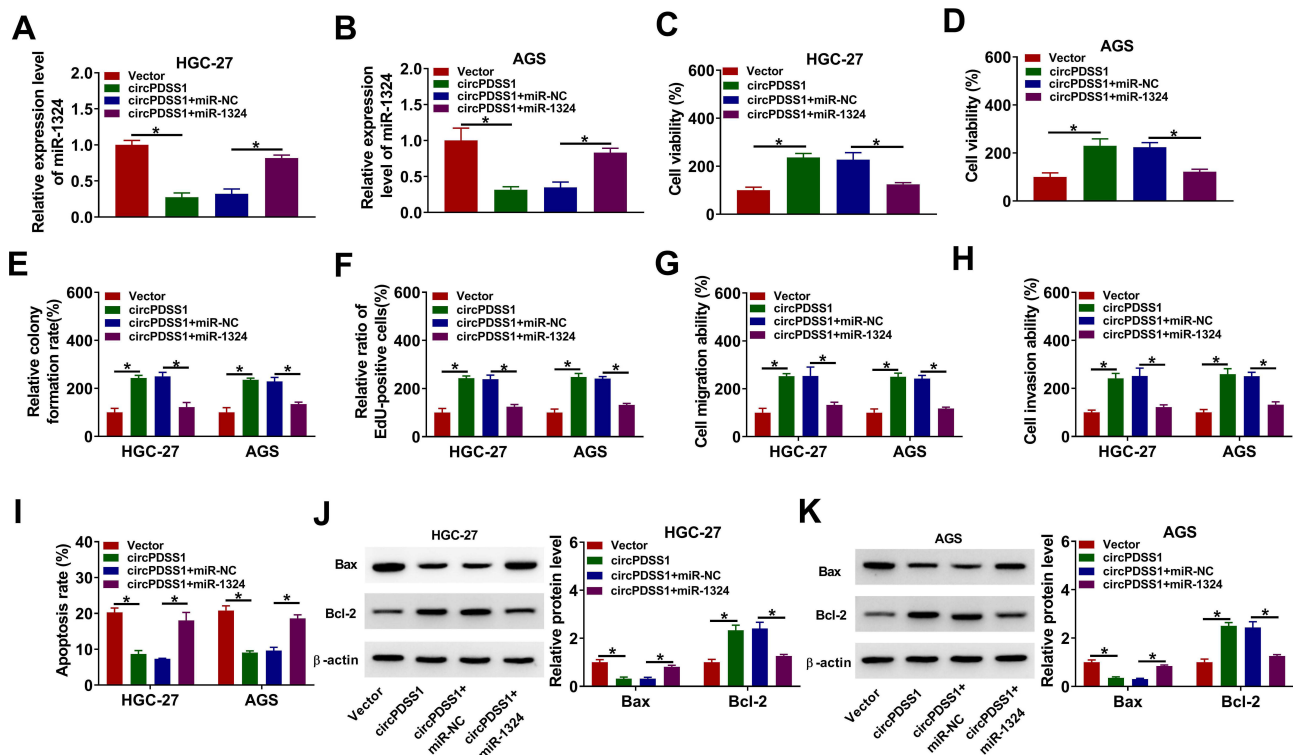 A
HGC-27
Relative expression level
of miR-1324
2.0
1.5
1.0
0.5
0.0
Vector
circPDSS1
circPDSS1+miR-NC
circPDSS1+miR-1324
*
*
B
AGS
Relative expression
level of miR-1324
2.0
1.5
1.0
0.5
0.0
Vector
circPDSS1
circPDSS1+miR-NC
circPDSS1+miR-1324
*
*
C
HGC-27
Cell viability (%)
600
400
200
0
Vector
circPDSS1
circPDSS1+miR-NC
circPDSS1+miR-1324
*
*
D
AGS
Cell viability (%)
600
400
200
0
Vector
circPDSS1
circPDSS1+miR-NC
circPDSS1+miR-1324
*
*
E
Relative colony
formation rate(%)
600
400
200
0
Vector
circPDSS1
circPDSS1+miR-NC
circPDSS1+miR-1324
*
*
*
*
HGC-27
AGS
F
Relative ratio of
EdU-positive cells(%)
600
400
200
0
Vector
circPDSS1
circPDSS1+miR-NC
circPDSS1+miR-1324
*
*
*
*
HGC-27
AGS
G
Cell migration ability (%)
600
400
200
0
Vector
circPDSS1
circPDSS1+miR-NC
circPDSS1+miR-1324
*
*
*
*
HGC-27
AGS
H
Cell invasion ability (%)
600
400
200
0
Vector
circPDSS1
circPDSS1+miR-NC
circPDSS1+miR-1324
*
*
*
*
HGC-27
AGS
I
Apoptosis rate (%)
40
30
20
10
0
Vector
circPDSS1
circPDSS1+miR-NC
circPDSS1+miR-1324
*
*
*
*
HGC-27
AGS
J
HGC-27
Bax
Bcl-2
β-actin
Vector
circPDSS1
circPDSS1+
miR-NC
circPDSS1+
miR-1324
HGC-27
Relative protein level
6
4
2
0
Vector
circPDSS1
circPDSS1+miR-NC
circPDSS1+miR-1324
*
*
*
*
Bax
Bcl-2
K
AGS
Bax
Bcl-2
β-actin
Vector
circPDSS1
circPDSS1+
miR-NC
circPDSS1+
miR-1324
AGS
Relative protein level
6
4
2
0
Vector
circPDSS1
circPDSS1+miR-NC
circPDSS1+miR-1324
*
*
*
*
Bax
Bcl-2